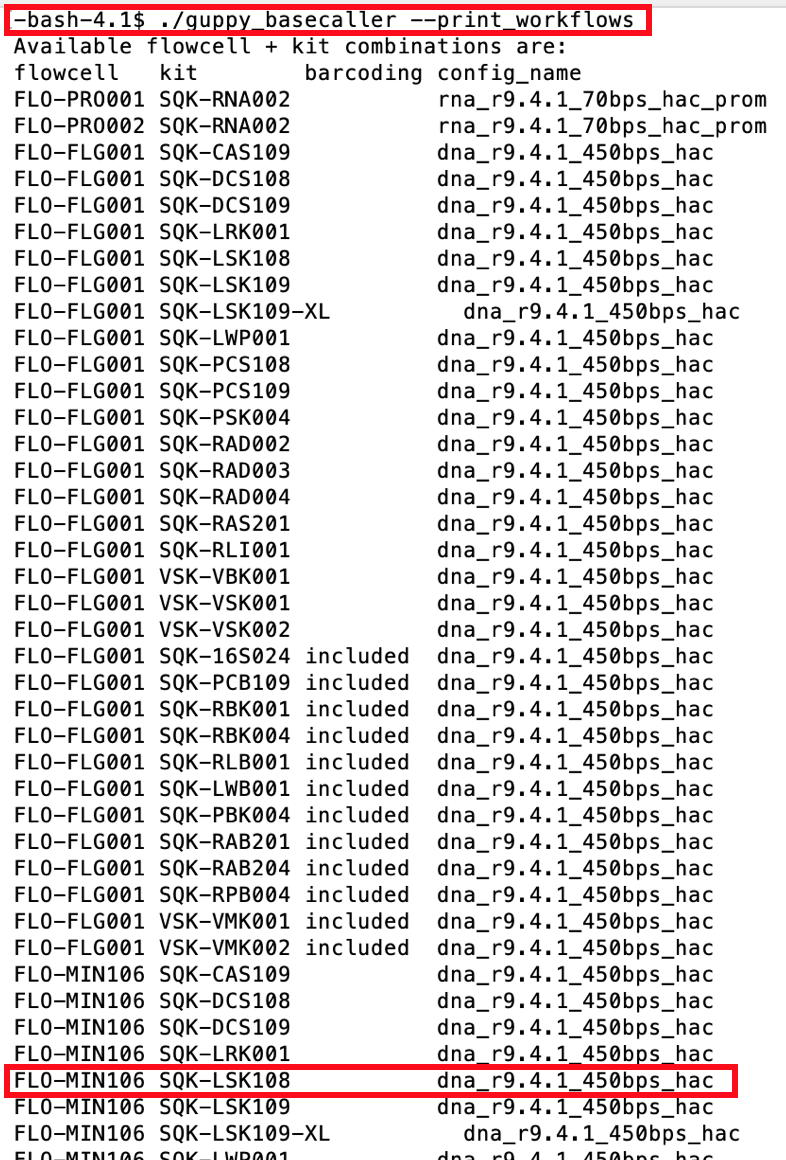 -bash-4.1$ ./guppy_basecaller --print_workflows
Available flowcell + kit combinations are:
flowcell   kit        barcoding config_name
FLO-PRO001 SQK-RNA002           rna_r9.4.1_70bps_hac_prom
FLO-PRO002 SQK-RNA002           rna_r9.4.1_70bps_hac_prom
FLO-FLG001 SQK-CAS109           dna_r9.4.1_450bps_hac
FLO-FLG001 SQK-DCS108           dna_r9.4.1_450bps_hac
FLO-FLG001 SQK-DCS109           dna_r9.4.1_450bps_hac
FLO-FLG001 SQK-LRK001           dna_r9.4.1_450bps_hac
FLO-FLG001 SQK-LSK108           dna_r9.4.1_450bps_hac
FLO-FLG001 SQK-LSK109           dna_r9.4.1_450bps_hac
FLO-FLG001 SQK-LSK109-XL          dna_r9.4.1_450bps_hac
FLO-FLG001 SQK-LWP001           dna_r9.4.1_450bps_hac
FLO-FLG001 SQK-PCS108           dna_r9.4.1_450bps_hac
FLO-FLG001 SQK-PCS109           dna_r9.4.1_450bps_hac
FLO-FLG001 SQK-PSK004           dna_r9.4.1_450bps_hac
FLO-FLG001 SQK-RAD002           dna_r9.4.1_450bps_hac
FLO-FLG001 SQK-RAD003           dna_r9.4.1_450bps_hac
FLO-FLG001 SQK-RAD004           dna_r9.4.1_450bps_hac
FLO-FLG001 SQK-RAS201           dna_r9.4.1_450bps_hac
FLO-FLG001 SQK-RLI001           dna_r9.4.1_450bps_hac
FLO-FLG001 VSK-VBK001           dna_r9.4.1_450bps_hac
FLO-FLG001 VSK-VSK001           dna_r9.4.1_450bps_hac
FLO-FLG001 VSK-VSK002           dna_r9.4.1_450bps_hac
FLO-FLG001 SQK-16S024 included  dna_r9.4.1_450bps_hac
FLO-FLG001 SQK-PCB109 included  dna_r9.4.1_450bps_hac
FLO-FLG001 SQK-RBK001 included  dna_r9.4.1_450bps_hac
FLO-FLG001 SQK-RBK004 included  dna_r9.4.1_450bps_hac
FLO-FLG001 SQK-RLB001 included  dna_r9.4.1_450bps_hac
FLO-FLG001 SQK-LWB001 included  dna_r9.4.1_450bps_hac
FLO-FLG001 SQK-PBK004 included  dna_r9.4.1_450bps_hac
FLO-FLG001 SQK-RAB201 included  dna_r9.4.1_450bps_hac
FLO-FLG001 SQK-RAB204 included  dna_r9.4.1_450bps_hac
FLO-FLG001 SQK-RPB004 included  dna_r9.4.1_450bps_hac
FLO-FLG001 VSK-VMK001 included  dna_r9.4.1_450bps_hac
FLO-FLG001 VSK-VMK002 included  dna_r9.4.1_450bps_hac
FLO-MIN106 SQK-CAS109           dna_r9.4.1_450bps_hac
FLO-MIN106 SQK-DCS108           dna_r9.4.1_450bps_hac
FLO-MIN106 SQK-DCS109           dna_r9.4.1_450bps_hac
FLO-MIN106 SQK-LRK001           dna_r9.4.1_450bps_hac
FLO-MIN106 SQK-LSK108           dna_r9.4.1_450bps_hac
FLO-MIN106 SQK-LSK109           dna_r9.4.1_450bps_hac
FLO-MIN106 SQK-LSK109-XL          dna_r9.4.1_450bps_hac
FLO-MIN106 SQK-LWP001           dna_r9.4.1_450bps_hac